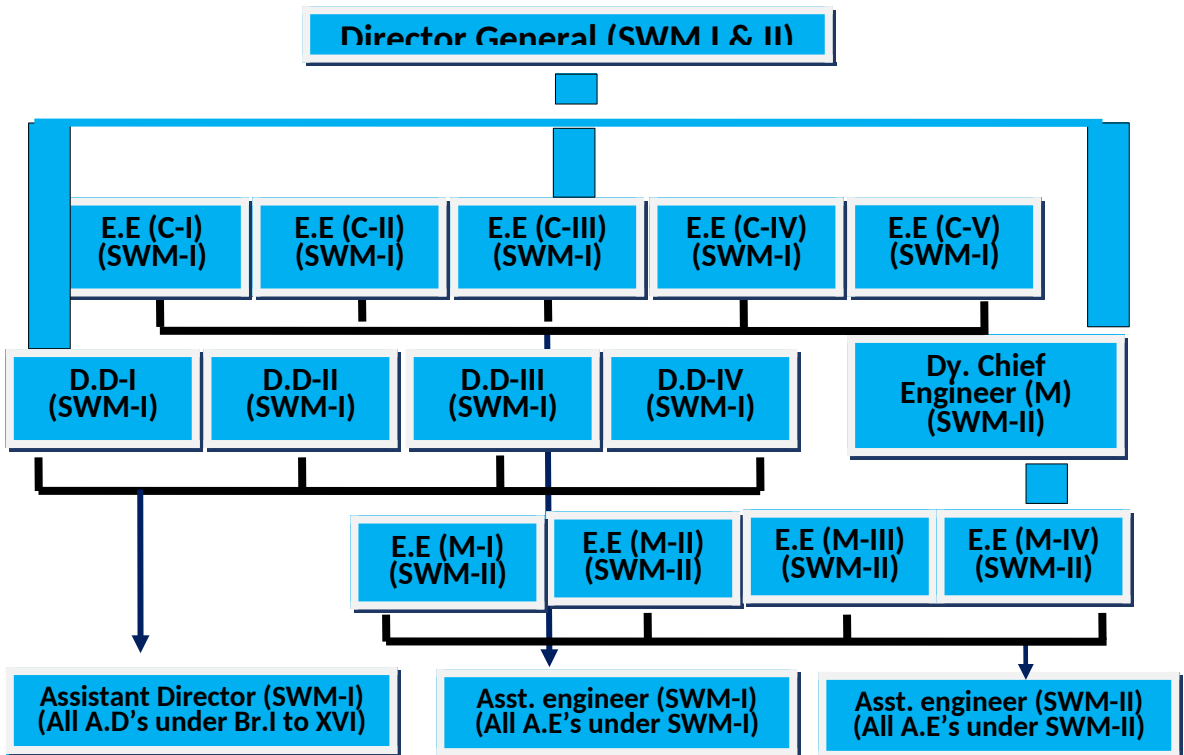 Director General (SWM I & II)
E.E (C-I)
(SWM-I)
E.E (C-II)
(SWM-I)
E.E (C-III)
(SWM-I)
E.E (C-IV)
(SWM-I)
E.E (C-V)
(SWM-I)
D.D-I
(SWM-I)
D.D-II
(SWM-I)
D.D-III
(SWM-I)
D.D-IV
(SWM-I)
Dy. Chief
Engineer (M)
(SWM-II)
E.E (M-I)
(SWM-II)
E.E (M-II)
(SWM-II)
E.E (M-III)
(SWM-II)
E.E (M-IV)
(SWM-II)
Assistant Director (SWM-I)
(All A.D’s under Br.I to XVI)
Asst. engineer (SWM-I)
(All A.E’s under SWM-I)
Asst. engineer (SWM-II)
(All A.E’s under SWM-II)